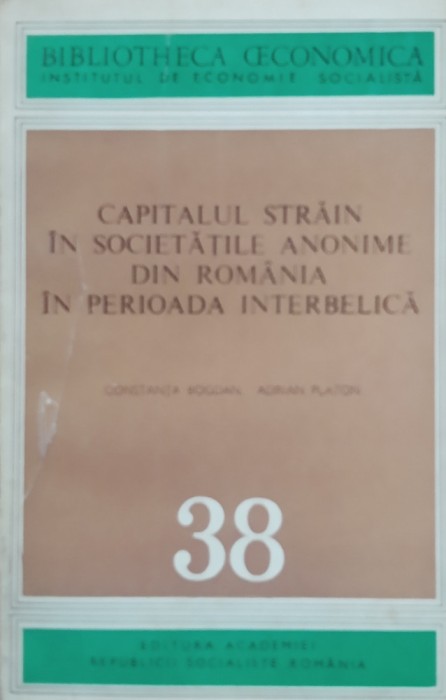 BIBLIOTHECA ŒCONOMICA
INSTITUTUL DE ECONOMIE SOCIALISTĂ
CAPITALUL STRĂIN
ÎN SOCIETĂȚILE ANONIME
DIN ROMÂNIA
ÎN PERIOADA INTERBELICĂ
CONSTANȚA BOGDAN, ADRIAN PLATON
38
EDITURA ACADEMIEI
REPUBLICII SOCIALISTE ROMÂNIA